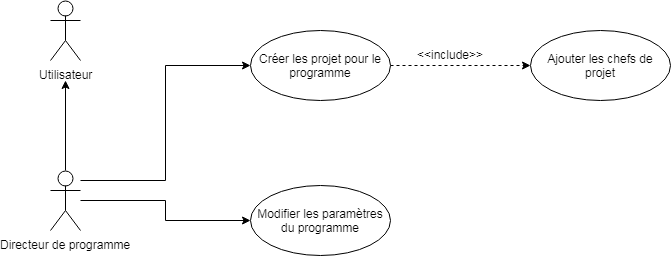 Utilisateur
Créer les projet pour le
programme
<<include>>
Ajouter les chefs de
projet
Directeur de programme
Modifier les paramètres
du programme